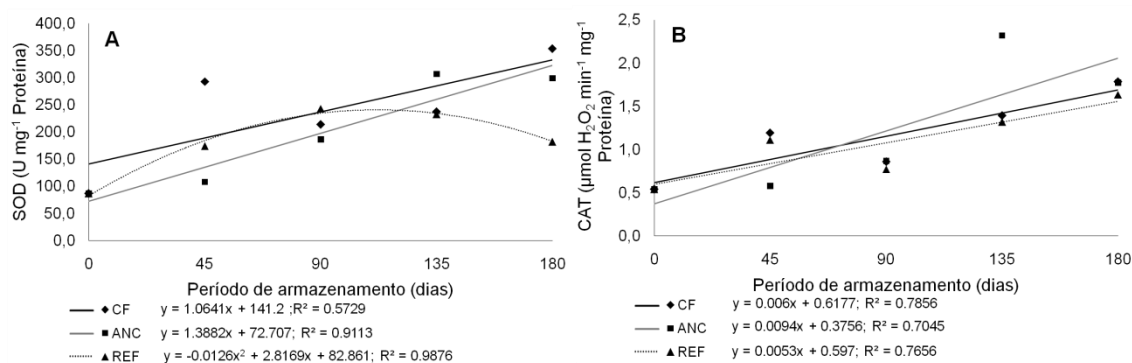 A
SOD (U mg⁻¹ Proteína)
400,0
350,0
300,0
250,0
200,0
150,0
100,0
50,0
0,0
0 45 90 135 180
Período de armazenamento (dias)
CF y = 1.0641x + 141.2 ;R² = 0.5729
ANC y = 1.3882x + 72.707; R² = 0.9113
REF y = -0.0126x² + 2.8169x + 82.861; R² = 0.9876
B
CAT (µmol H₂O₂ min⁻¹ mg⁻¹
Proteína)
2,5
2,0
1,5
1,0
0,5
0,0
0 45 90 135 180
Período de armazenamento (dias)
CF y = 0.006x + 0.6177; R² = 0.7856
ANC y = 0.0094x + 0.3756; R² = 0.7045
REF y = 0.0053x + 0.597; R² = 0.7656